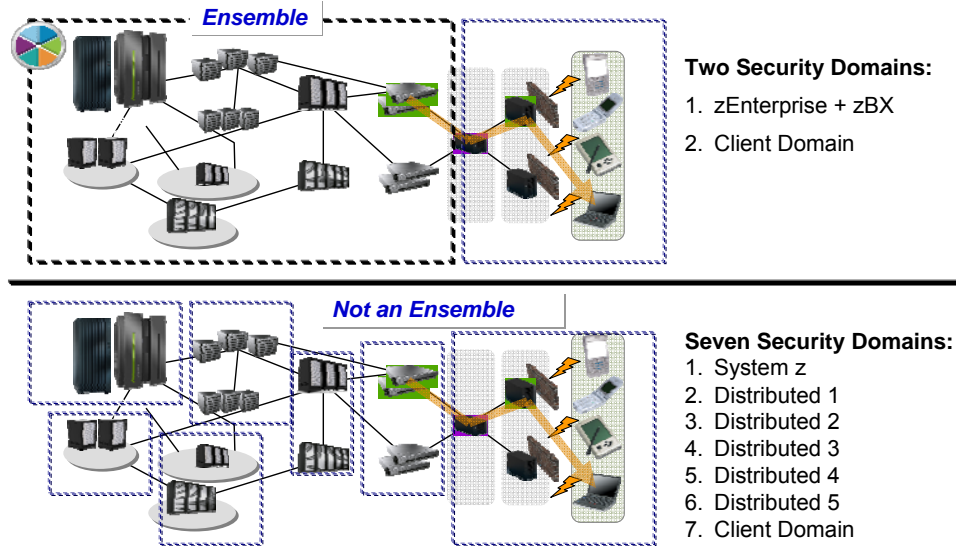 Ensemble
Two Security Domains:
1. zEnterprise + zBX
2. Client Domain
Not an Ensemble
Seven Security Domains:
1. System z
2. Distributed 1
3. Distributed 2
4. Distributed 3
5. Distributed 4
6. Distributed 5
7. Client Domain